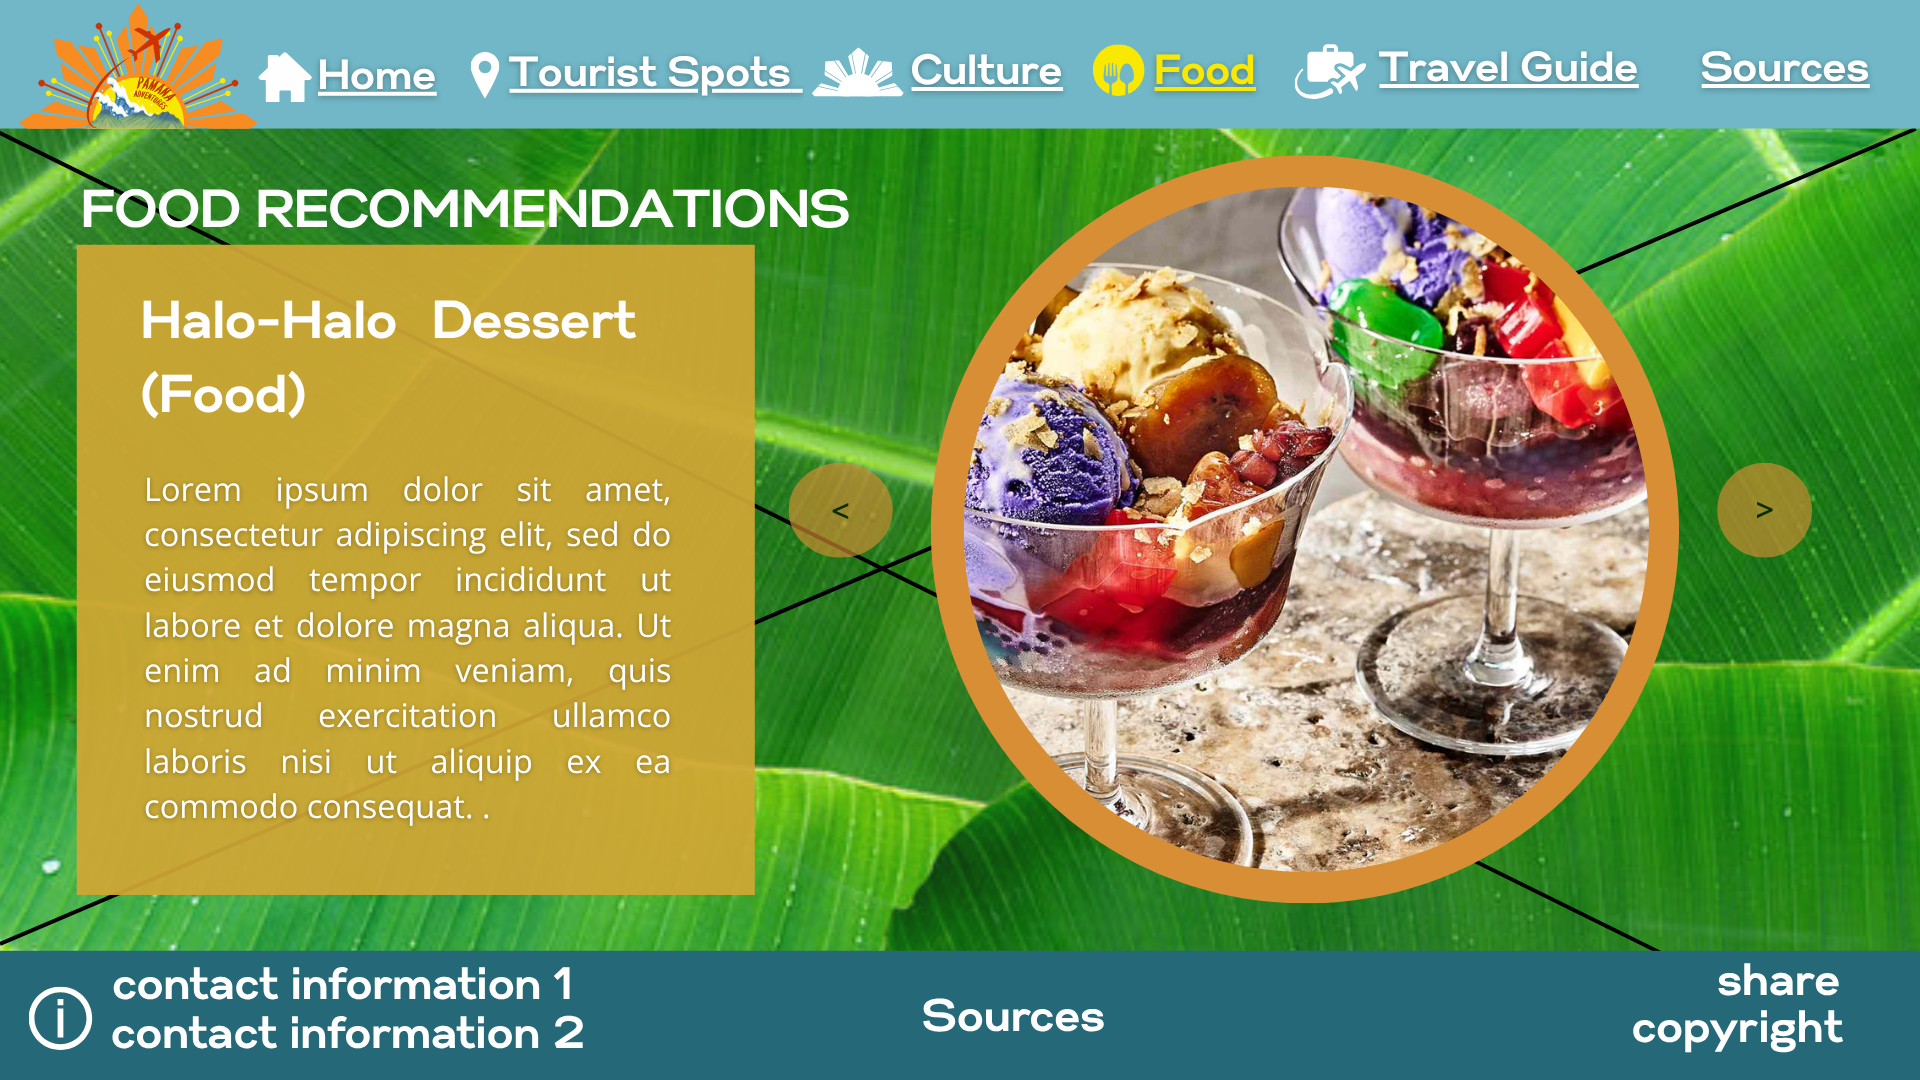 PAMANA
ADVENTURES
Home
Tourist Spots
Culture
Food
Travel Guide
Sources
FOOD RECOMMENDATIONS
Halo-Halo Dessert
(Food)
Lorem ipsum dolor sit amet,
consectetur adipiscing elit, sed do
eiusmod tempor incididunt ut
labore et dolore magna aliqua. Ut
enim ad minim veniam, quis
nostrud exercitation ullamco
laboris nisi ut aliquip ex ea
commodo consequat. .
<
>
i
contact information 1
contact information 2
Sources
share
copyright